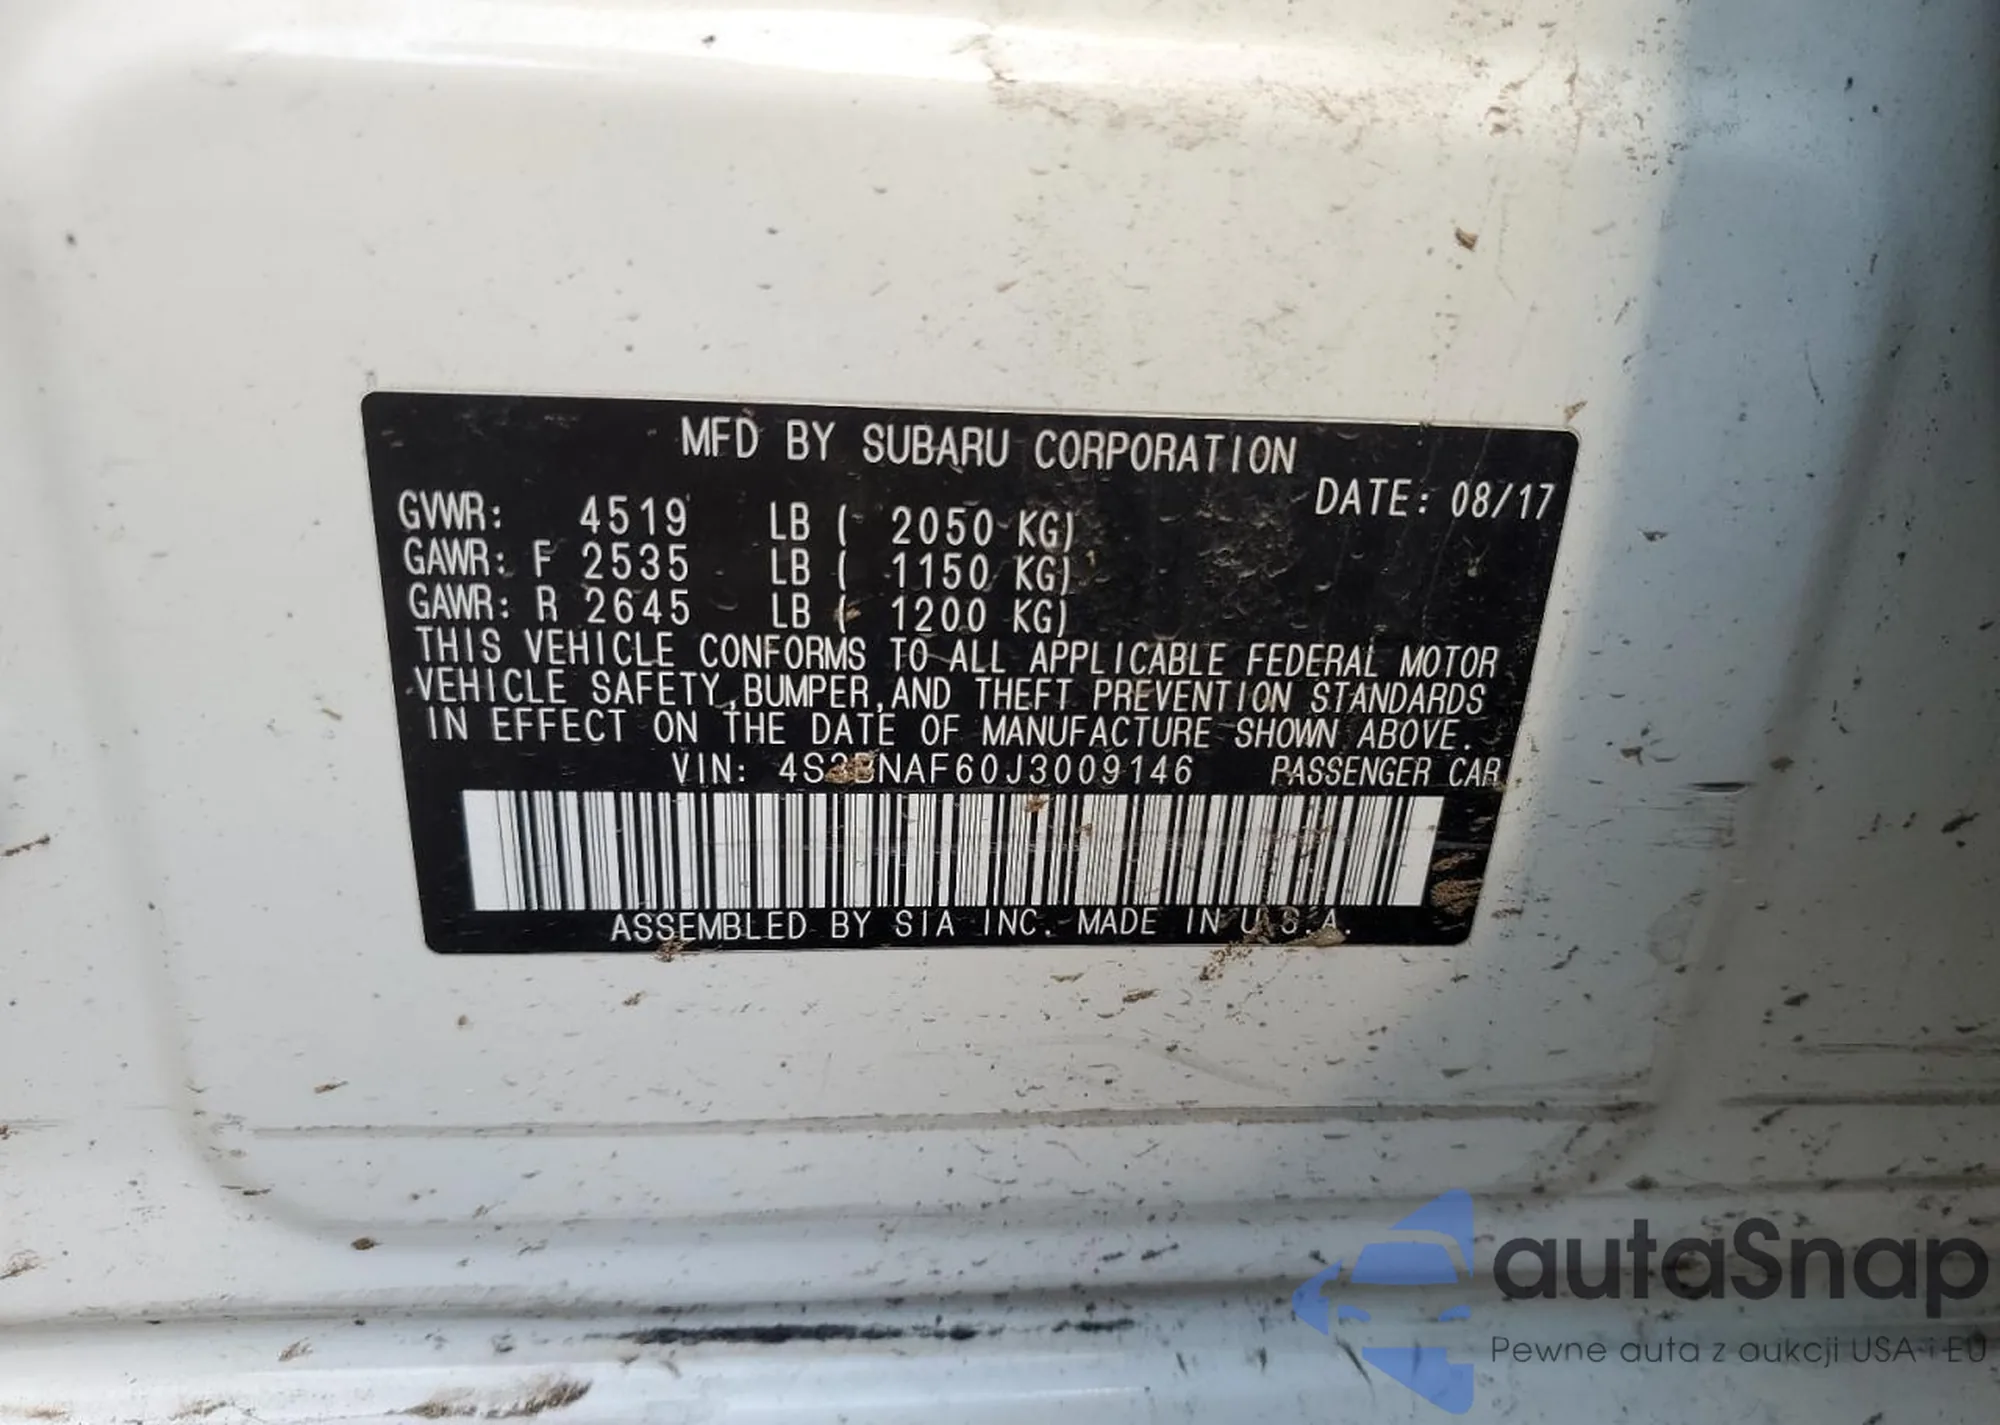 MFD BY SUBARU CORPORATION
DATE: 08/17
GVWR: 4519 LB ( 2050 KG)
GAWR: F 2535 LB ( 1150 KG)
GAWR: R 2645 LB ( 1200 KG)
THIS VEHICLE CONFORMS TO ALL APPLICABLE FEDERAL MOTOR
VEHICLE SAFETY,BUMPER,AND THEFT PREVENTION STANDARDS
IN EFFECT ON THE DATE OF MANUFACTURE SHOWN ABOVE.
VIN: 4S3BNAF60J3009146 PASSENGER CAR
ASSEMBLED BY SIA INC. MADE IN U.S.A.
autaSnap
Pewne auta z aukcji USA i EU